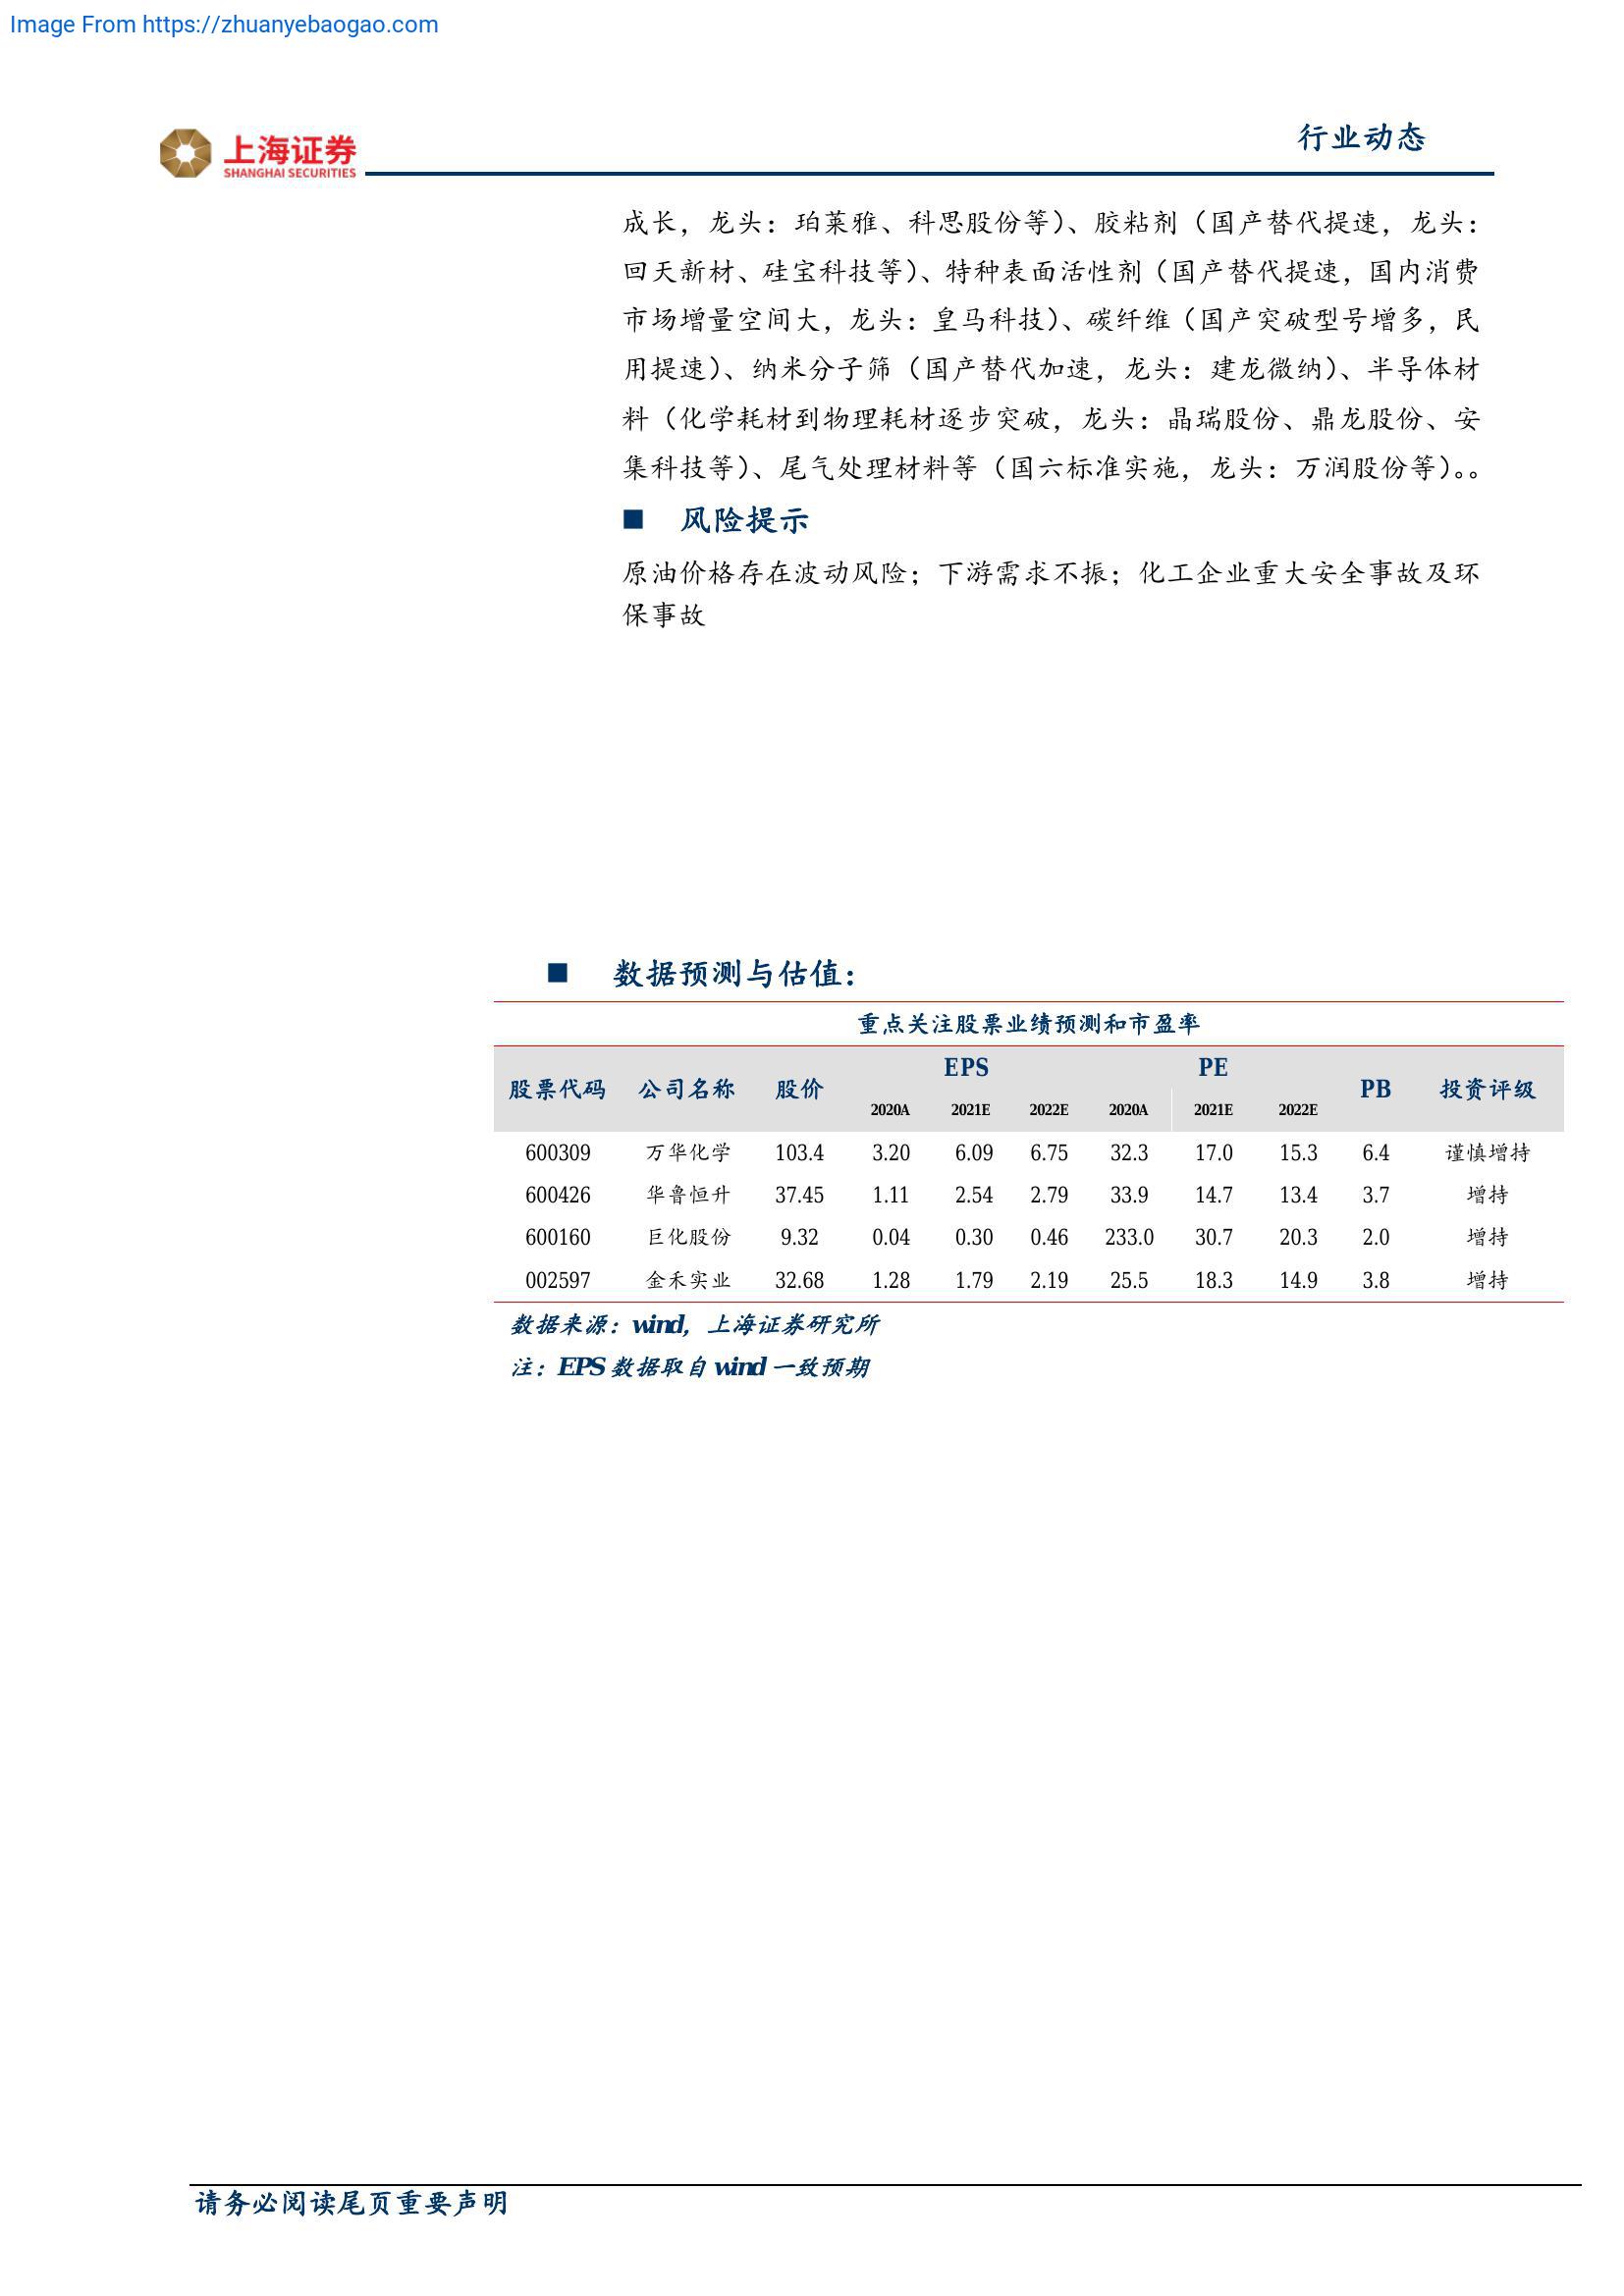 Image From https://zhuanyebaogao.com
上海证券
SHANGHAI SECURITIES
行业动态
成长，龙头：珀莱雅、科思股份等）、胶粘剂（国产替代提速，龙头：
回天新材、硅宝科技等）、特种表面活性剂（国产替代提速，国内消费
市场增量空间大，龙头：皇马科技）、碳纤维（国产突破型号增多，民
用提速）、纳米分子筛（国产替代加速，龙头：建龙微纳）、半导体材
料（化学耗材到物理耗材逐步突破，龙头：晶瑞股份、鼎龙股份、安
集科技等）、尾气处理材料等（国六标准实施，龙头：万润股份等）。。
■ 风险提示
原油价格存在波动风险；下游需求不振；化工企业重大安全事故及环
保事故
■ 数据预测与估值：
重点关注股票业绩预测和市盈率
股票代码 公司名称 股价 EPS PE PB 投资评级
2020A 2021E 2022E 2020A 2021E 2022E
600309 万华化学 103.4 3.20 6.09 6.75 32.3 17.0 15.3 6.4 谨慎增持
600426 华鲁恒升 37.45 1.11 2.54 2.79 33.9 14.7 13.4 3.7 增持
600160 巨化股份 9.32 0.04 0.30 0.46 233.0 30.7 20.3 2.0 增持
002597 金禾实业 32.68 1.28 1.79 2.19 25.5 18.3 14.9 3.8 增持
数据来源：wind，上海证券研究所
注：EPS 数据取自 wind 一致预期
请务必阅读尾页重要声明